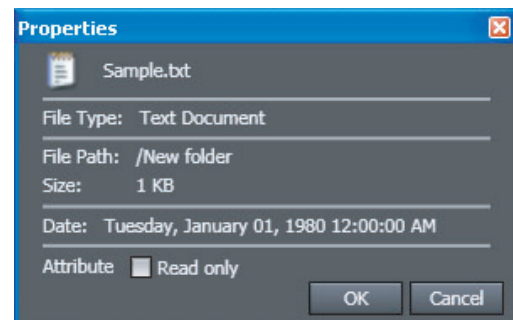 Properties
Sample.txt
File Type: Text Document
File Path: /New folder
Size: 1 KB
Date: Tuesday, January 01, 1980 12:00:00 AM
Attribute Read only
OK Cancel